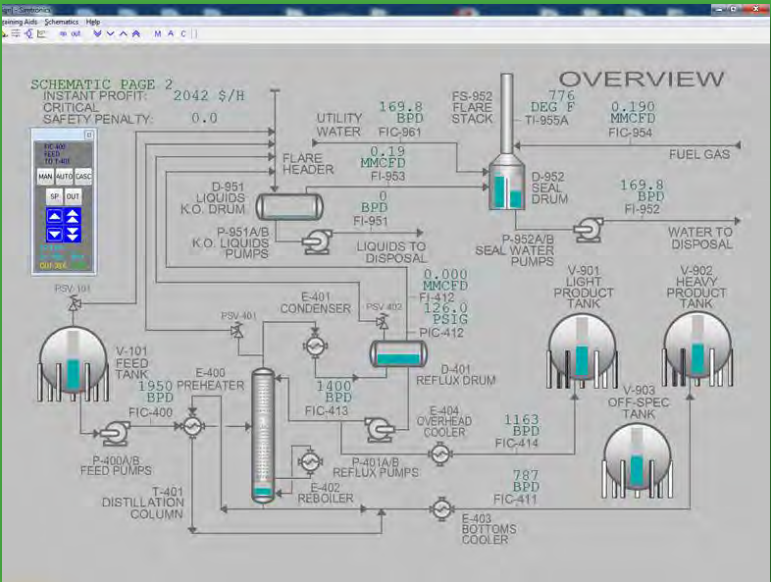 Training Aids Schematics Help
M A C
SCHEMATIC PAGE 2
INSTANT PROFIT: 2042 $/H
CRITICAL
SAFETY PENALTY: 0.0
OVERVIEW
FIC-400
FEED
TO T-401
MAN AUTO CASC
SP OUT
UTILITY
WATER
169.8
BPD
FIC-961
FS-952
FLARE
STACK
776
DEG F
TI-955A
0.190
MMCFD
FIC-954
FUEL GAS
FLARE
HEADER
0.19
MMCFD
FI-953
D-951
LIQUIDS
K.O. DRUM
0
BPD
FI-951
D-952
SEAL
DRUM
169.8
BPD
FI-952
P-951A/B
K.O. LIQUIDS
PUMPS
LIQUIDS TO
DISPOSAL
P-952A/B
SEAL WATER
PUMPS
WATER TO
DISPOSAL
PSV-101
PSV-401
E-401
CONDENSER
PSV-402
0.000
MMCFD
FI-412
126.0
PSIG
PIC-412
V-901
LIGHT
PRODUCT
TANK
V-902
HEAVY
PRODUCT
TANK
V-101
FEED
TANK
E-400
PREHEATER
1950
BPD
FIC-400
1400
BPD
FIC-413
D-401
REFLUX DRUM
V-903
OFF-SPEC
TANK
E-404
OVERHEAD
COOLER
1163
BPD
FIC-414
P-400A/B
FEED PUMPS
P-401A/B
REFLUX PUMPS
T-401
DISTILLATION
COLUMN
E-402
REBOILER
787
BPD
FIC-411
E-403
BOTTOMS
COOLER